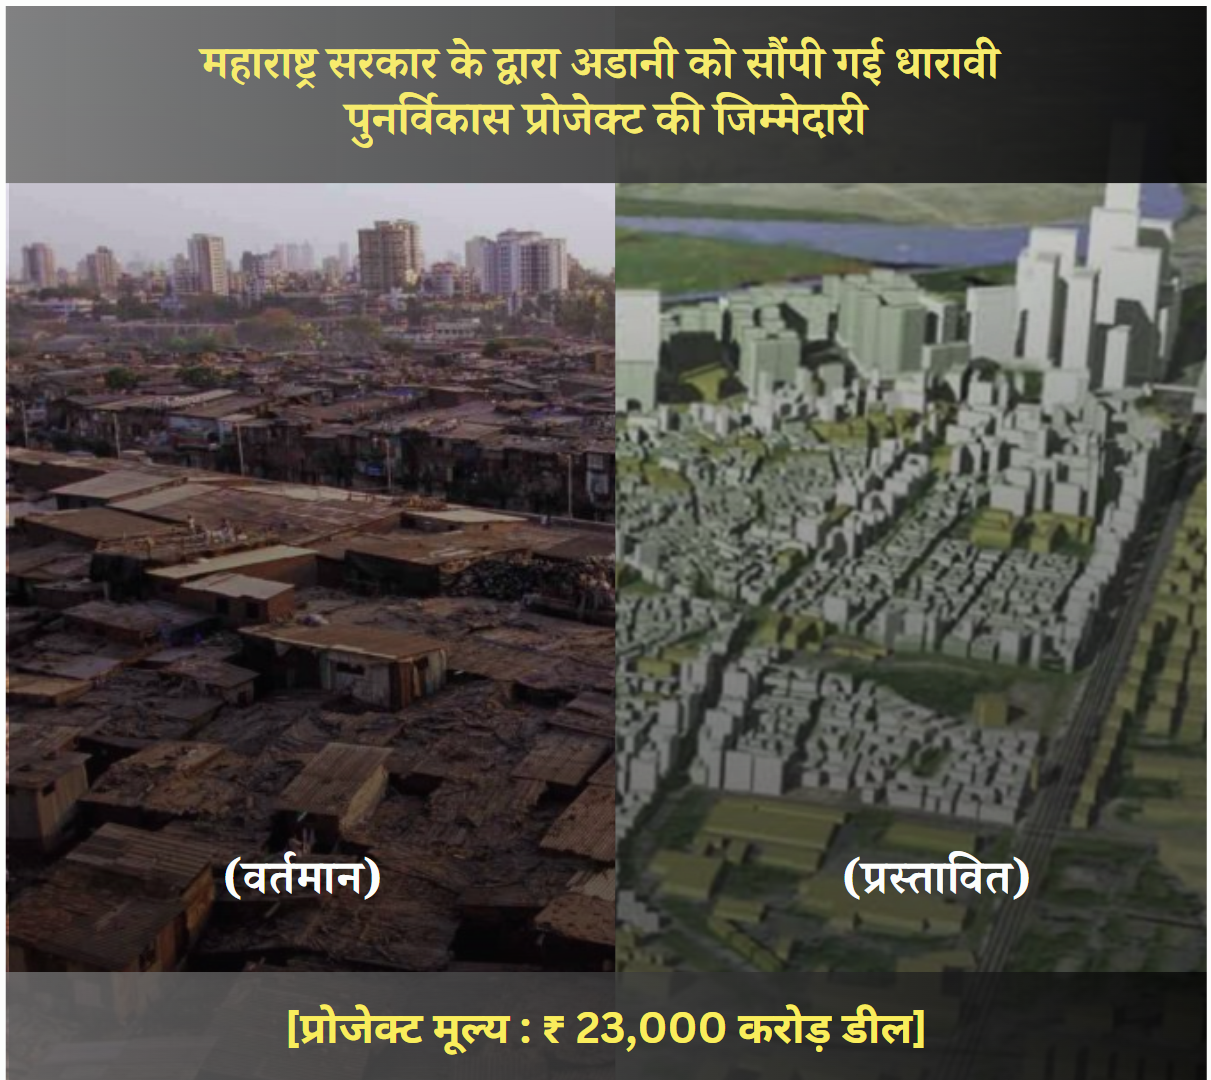 महाराष्ट्र सरकार के द्वारा अडानी को सौंपी गई धारावी
पुनर्विकास प्रोजेक्ट की जिम्मेदारी
(वर्तमान)
(प्रस्तावित)
[प्रोजेक्ट मूल्य : ₹ 23,000 करोड़ डील]